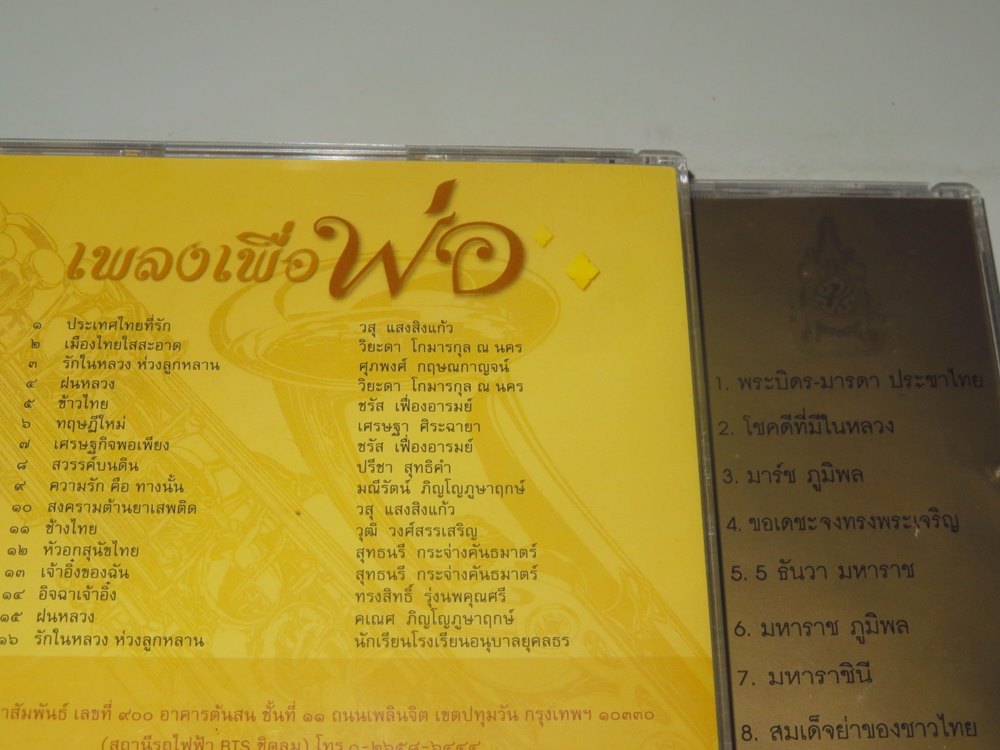 เพลงเพื่อพ่อ
๑ ประเทศไทยที่รัก วสุ แสงสิงแก้ว
๒ เมืองไทยใสสะอาด วิยะดา โกมารกุล ณ นคร
๓ รักในหลวง ห่วงลูกหลาน ศุภพงศ์ กฤษณกาญจน์
๔ ฝนหลวง วิยะดา โกมารกุล ณ นคร
๕ ข้าวไทย ชรัส เฟื่องอารมย์
๖ ทฤษฎีใหม่ เศรษฐา ศิระฉายา
๗ เศรษฐกิจพอเพียง ชรัส เฟื่องอารมย์
๘ สวรรค์บนดิน ปรีชา สุทธิคำ
๙ ความรัก คือ ทางนั้น มณีรัตน์ ภิญโญภูษาฤกษ์
๑๐ สงครามต้านยาเสพติด วสุ แสงสิงแก้ว
๑๑ ช้างไทย วุฒิ วงศ์สรรเสริญ
๑๒ หัวอกสุนัขไทย สุทธนรี กระจ่างคันธมาตร์
๑๓ เจ้าอิ๋งของฉัน สุทธนรี กระจ่างคันธมาตร์
๑๔ อิจฉาเจ้าอิ๋ง ทรงสิทธิ์ รุ่งนพคุณศรี
๑๕ ฝนหลวง คเณศ ภิญโญภูษาฤกษ์
๑๖ รักในหลวง ห่วงลูกหลาน นักเรียนโรงเรียนอนุบาลยุคลธร
าสัมพันธ์ เลขที่ ๙๐๐ อาคารต้นสน ชั้นที่ ๑๑ ถนนเพลินจิต เขตปทุมวัน กรุงเทพฯ ๑๐๓๓๐
(สถานีรถไฟฟ้า BTS ชิดลม) โทร
1. พระบิดร-มารดา ประชาไทย
2. โชคดีที่มีในหลวง
3. มาร์ช ภูมิพล
4. ขอเดชะจงทรงพระเจริญ
5. 5 ธันวา มหาราช
6. มหาราช ภูมิพล
7. มหาราชินี
8. สมเด็จย่าของชาวไทย